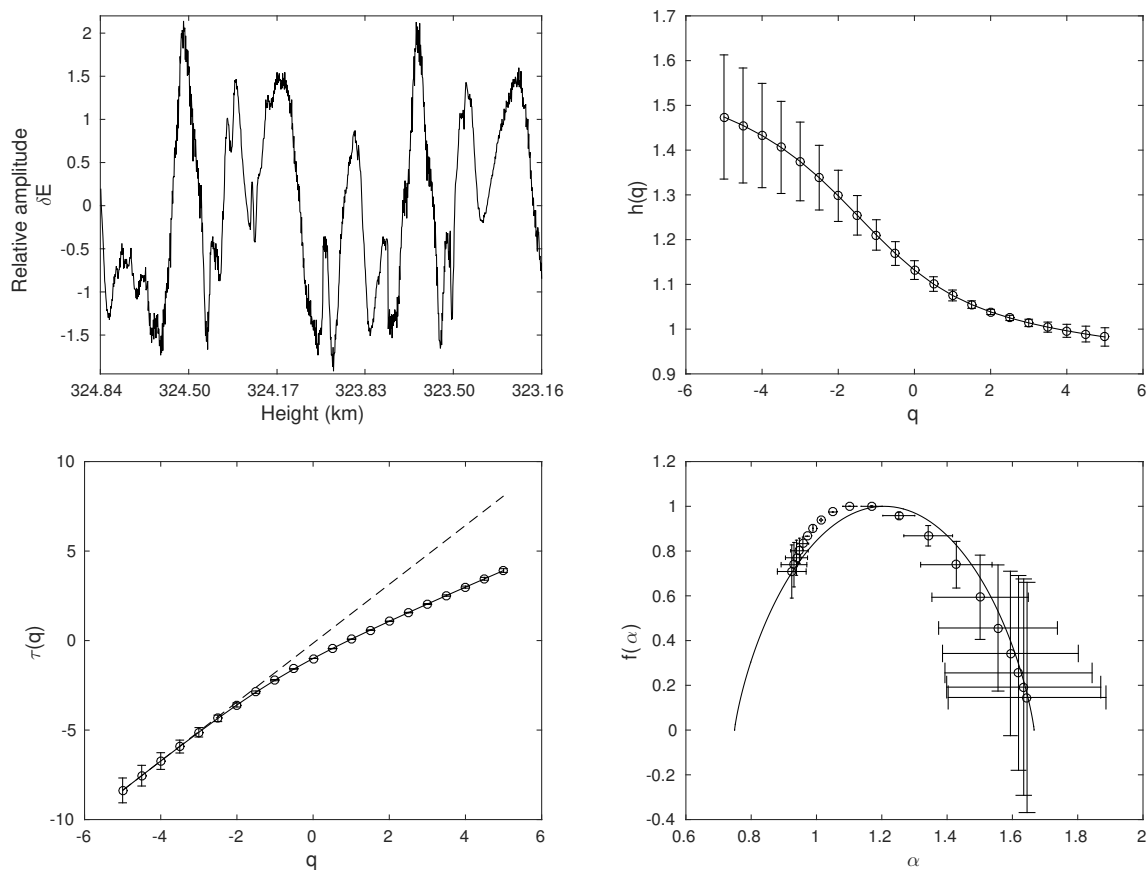 Relative amplitude
δE
2
1.5
1
0.5
0
-0.5
-1
-1.5
324.84 324.50 324.17 323.83 323.50 323.16
Height (km)
h(q)
1.7
1.6
1.5
1.4
1.3
1.2
1.1
1
0.9
-6 -4 -2 0 2 4 6
q
τ(q)
10
5
0
-5
-10
-6 -4 -2 0 2 4 6
q
f(α)
1.2
1
0.8
0.6
0.4
0.2
0
-0.2
-0.4
0.6 0.8 1 1.2 1.4 1.6 1.8 2
α